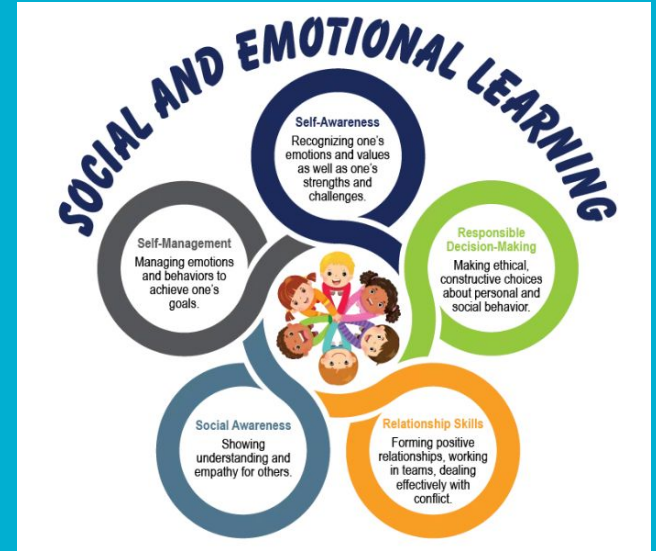 SOCIAL AND EMOTIONAL LEARNING
Self-Awareness
Recognizing one's
emotions and values
as well as one's
strengths and
challenges.
Self-Management
Managing emotions
and behaviors to
achieve one's
goals.
Responsible
Decision-Making
Making ethical,
constructive choices
about personal and
social behavior.
Social Awareness
Showing
understanding and
empathy for others.
Relationship Skills
Forming positive
relationships, working
in teams, dealing
effectively with
conflict.